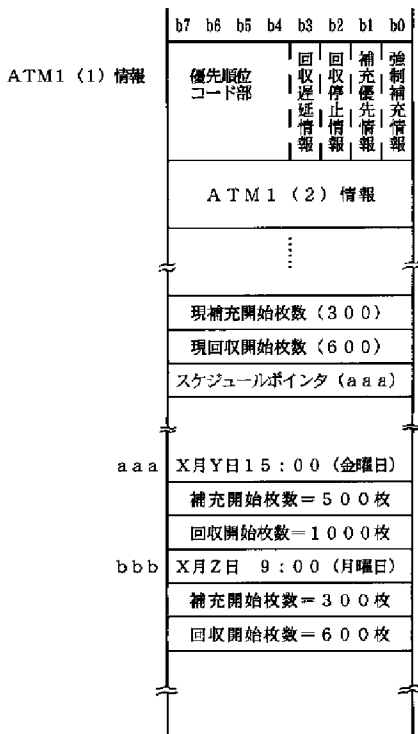 b7 b6 b5 b4 b3 b2 b1 b0
ATM1(1)情報
優先順位
コード部
回収遅延情報
回収停止情報
補充優先情報
強制補充情報
ATM1(2)情報
現補充開始枚数(300)
現回収開始枚数(600)
スケジュールポインタ(aaa)
aaa X月Y日15:00(金曜日)
補充開始枚数=500枚
回収開始枚数=1000枚
bbb X月Z日 9:00(月曜日)
補充開始枚数=300枚
回収開始枚数=600枚